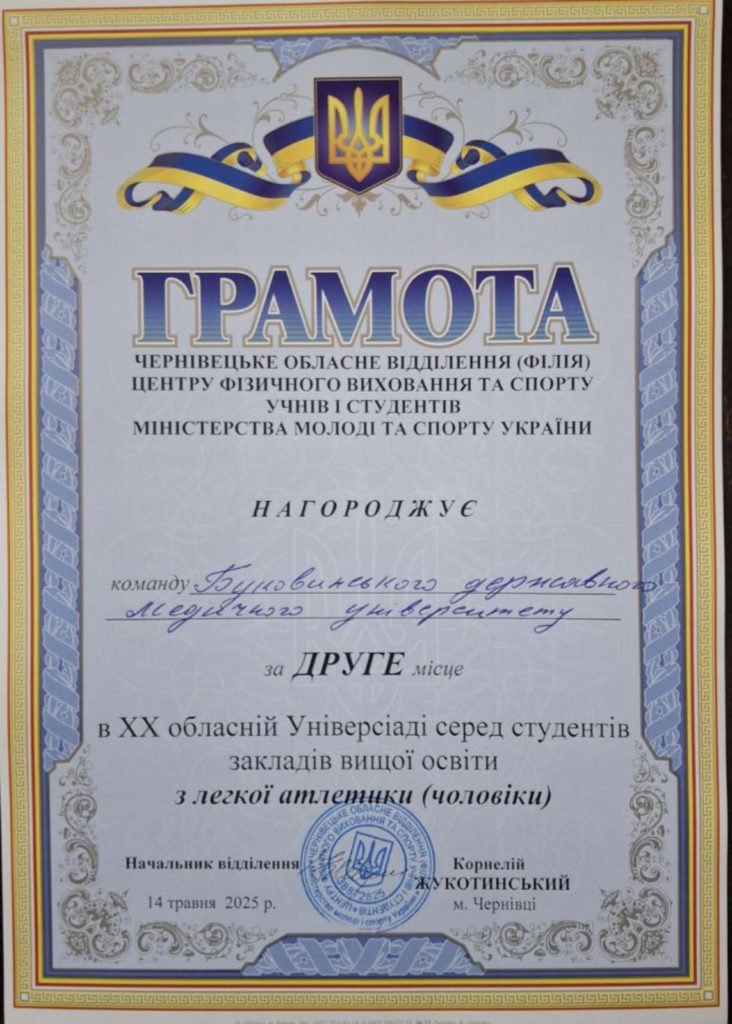 ГРАМОТА
ЧЕРНІВЕЦЬКЕ ОБЛАСНЕ ВІДДІЛЕННЯ (ФІЛІЯ)
ЦЕНТРУ ФІЗИЧНОГО ВИХОВАННЯ ТА СПОРТУ
УЧНІВ І СТУДЕНТІВ
МІНІСТЕРСТВА МОЛОДІ ТА СПОРТУ УКРАЇНИ
НАГОРОДЖУЄ
команду Буковинського державного
медичного університету
за ДРУГЕ місце
в XX обласній Універсіаді серед студентів
закладів вищої освіти
з легкої атлетики (чоловіки)
Начальник відділення
Корнелій
ЖУКОТИНСЬКИЙ
14 травня 2025 р.
м. Чернівці